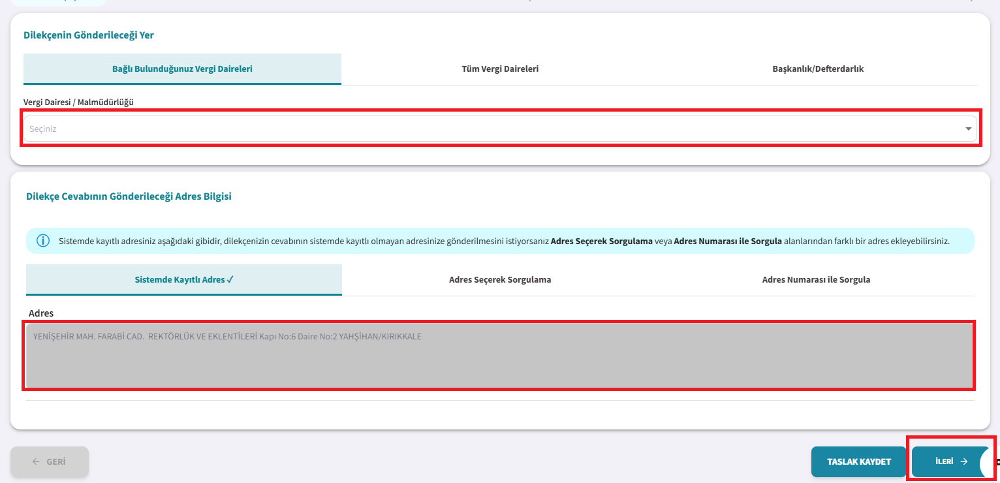 Dilekçenin Gönderileceği Yer
Bağlı Bulunduğunuz Vergi Daireleri
Tüm Vergi Daireleri
Başkanlık/Defterdarlık
Vergi Dairesi / Malmüdürlüğü
Seçiniz
Dilekçe Cevabının Gönderileceği Adres Bilgisi
Sistemde kayıtlı adresiniz aşağıdaki gibidir, dilekçenizin cevabının sistemde kayıtlı olmayan adresinize gönderilmesini istiyorsanız Adres Seçerek Sorgulama veya Adres Numarası ile Sorgula alanlarından farklı bir adres ekleyebilirsiniz.
Sistemde Kayıtlı Adres ✓
Adres Seçerek Sorgulama
Adres Numarası ile Sorgula
Adres
YENİŞEHİR MAH. FARABİ CAD. REKTÖRLÜK VE EKLENTİLERİ Kapı No:6 Daire No:2 YAHŞİHAN/KIRIKKALE
← GERİ
TASLAK KAYDET
İLERİ →